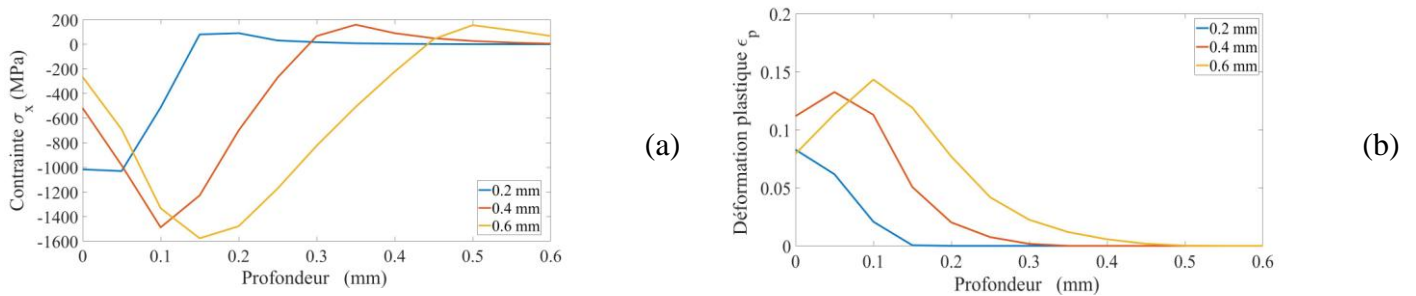 Contrainte σx (MPa)
200
0
-200
-400
-600
-800
-1000
-1200
-1400
-1600
0 0.1 0.2 0.3 0.4 0.5 0.6
Profondeur (mm)
0.2 mm
0.4 mm
0.6 mm
(a)
Déformation plastique ϵp
0.2
0.15
0.1
0.05
0
0 0.1 0.2 0.3 0.4 0.5 0.6
Profondeur (mm)
0.2 mm
0.4 mm
0.6 mm
(b)